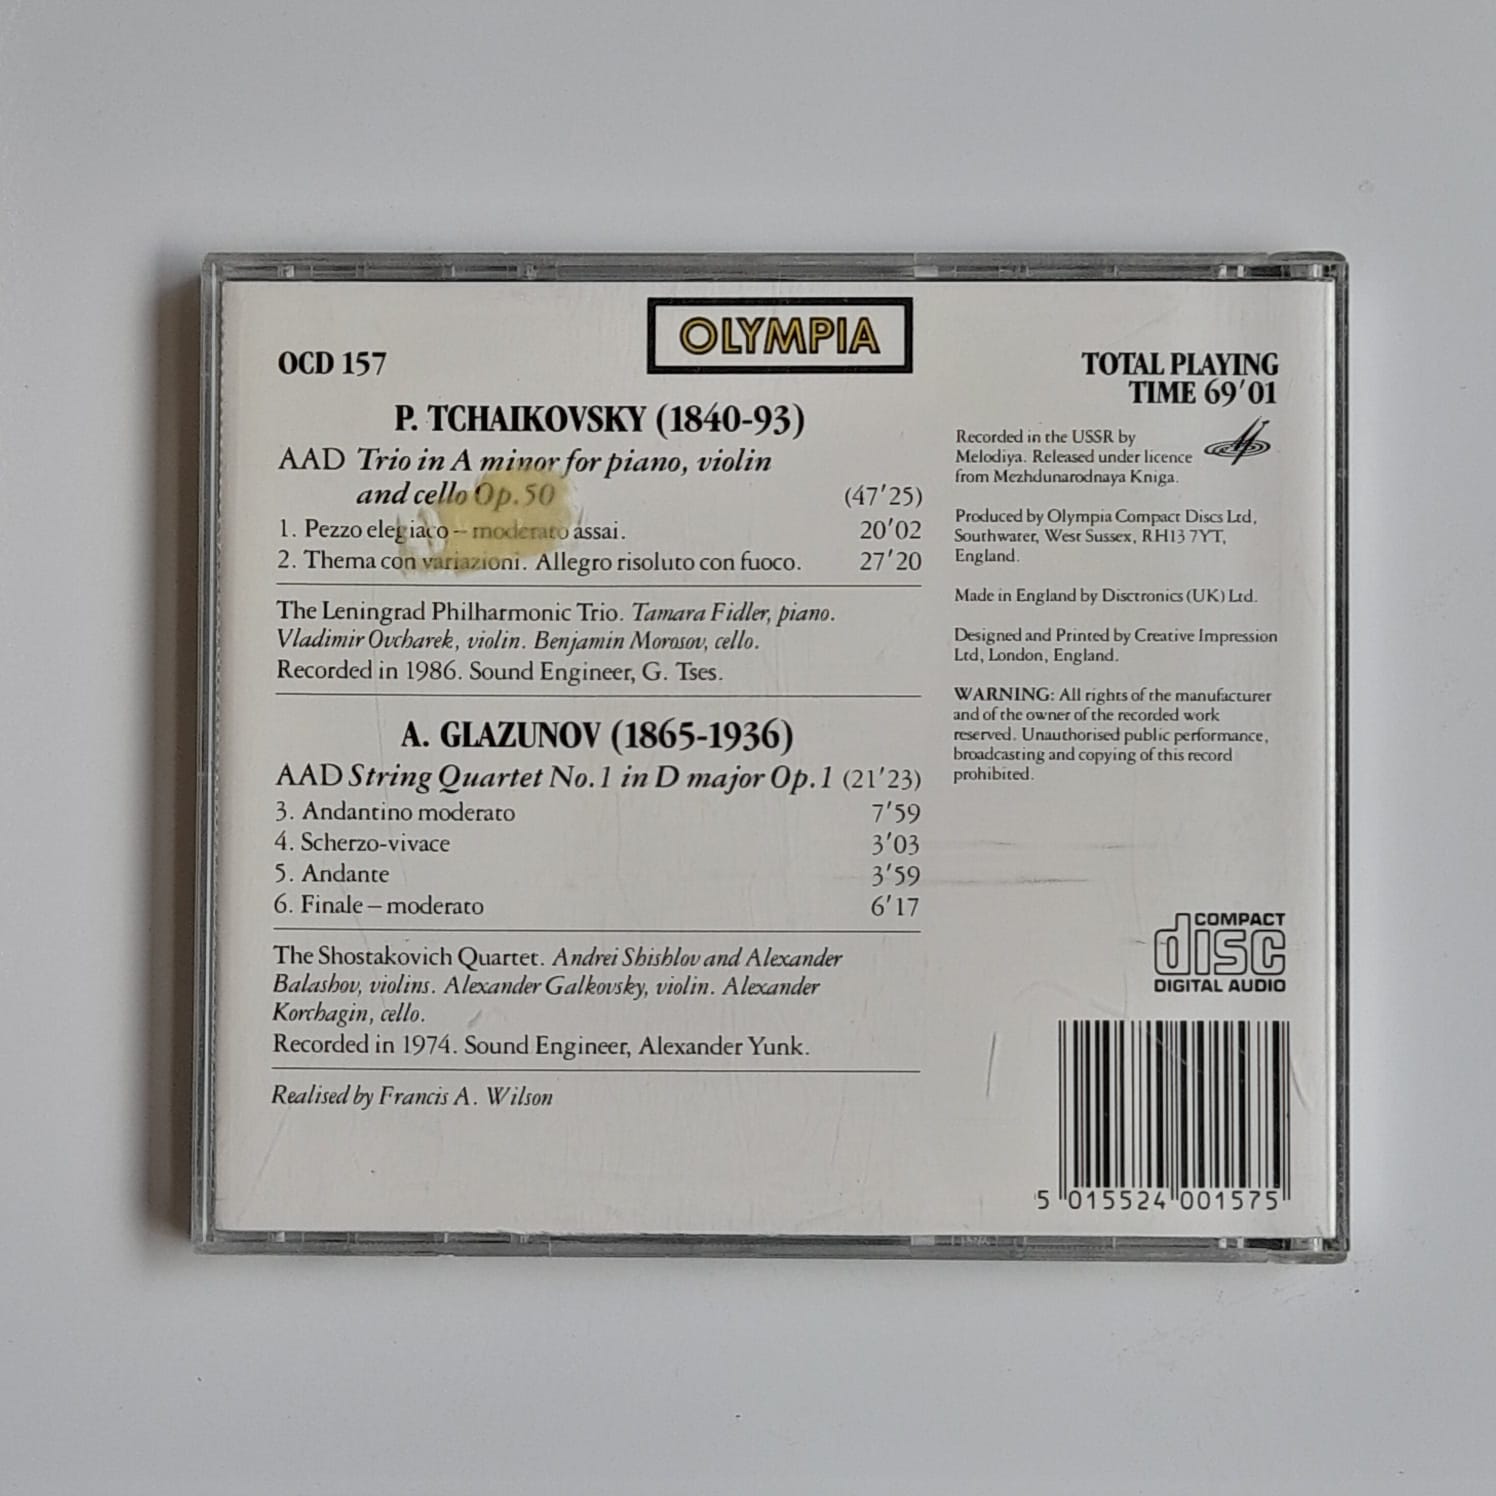 OLYMPIA
OCD 157
TOTAL PLAYING
TIME 69'01
P. TCHAIKOVSKY (1840-93)
AAD Trio in A minor for piano, violin
and cello Op. 50 (47'25)
1. Pezzo elegiaco – moderato assai. 20'02
2. Thema con variazioni. Allegro risoluto con fuoco. 27'20
The Leningrad Philharmonic Trio. Tamara Fidler, piano.
Vladimir Ovcharek, violin. Benjamin Morosov, cello.
Recorded in 1986. Sound Engineer, G. Tses.
A. GLAZUNOV (1865-1936)
AAD String Quartet No. 1 in D major Op. 1 (21'23)
3. Andantino moderato 7'59
4. Scherzo-vivace 3'03
5. Andante 3'59
6. Finale – moderato 6'17
The Shostakovich Quartet. Andrei Shishlov and Alexander
Balashov, violins. Alexander Galkovsky, violin. Alexander
Korchagin, cello.
Recorded in 1974. Sound Engineer, Alexander Yunk.
Realised by Francis A. Wilson
Recorded in the USSR by
Melodiya. Released under licence
from Mezhdunarodnaya Kniga.
Produced by Olympia Compact Discs Ltd,
Southwater, West Sussex, RH13 7YT,
England.
Made in England by Disctronics (UK) Ltd.
Designed and Printed by Creative Impression
Ltd, London, England.
WARNING: All rights of the manufacturer
and of the owner of the recorded work
reserved. Unauthorised public performance,
broadcasting and copying of this record
prohibited.
COMPACT
disc
DIGITAL AUDIO
5 015524 001575